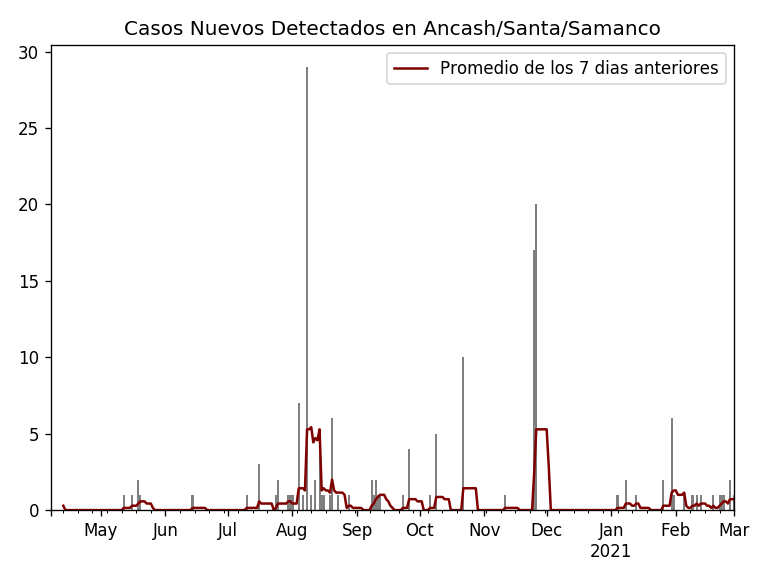 Casos Nuevos Detectados en Ancash/Santa/Samanco
Promedio de los 7 dias anteriores
30
25
20
15
10
5
0
May Jun Jul Aug Sep Oct Nov Dec Jan Feb Mar
2021